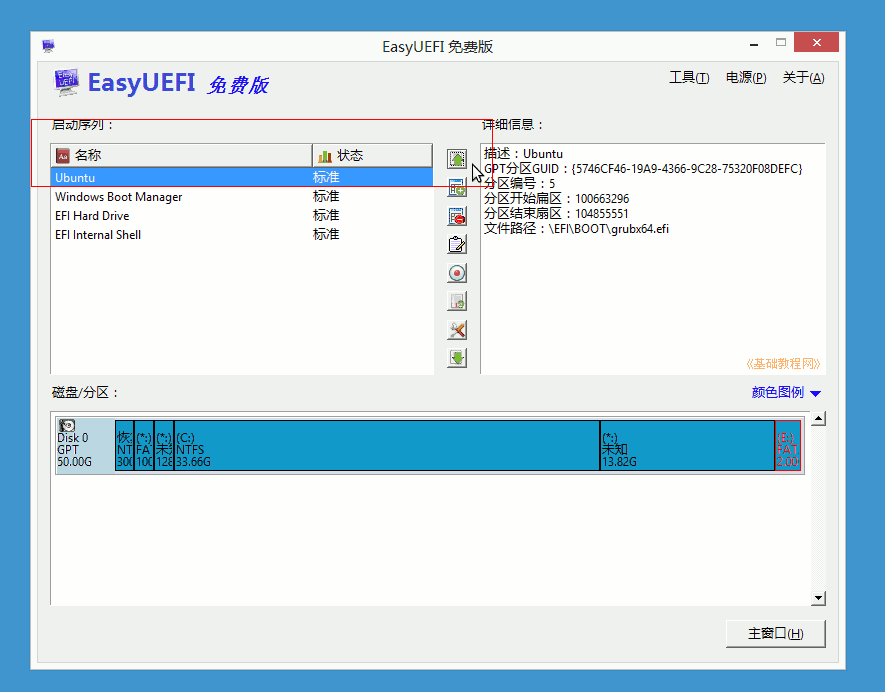 EasyUEFI 免费版
EasyUEFI 免费版
工具(T) 电源(P) 关于(A)
启动序列：
详细信息：
名称 状态
Ubuntu 标准
Windows Boot Manager 标准
EFI Hard Drive 标准
EFI Internal Shell 标准
描述：Ubuntu
GPT分区GUID：{5746CF46-19A9-4366-9C28-75320F08DEFC}
分区编号：5
分区开始扇区：100663296
分区结束扇区：104855551
文件路径：\EFI\BOOT\grubx64.efi
《基础教程网》
磁盘/分区：
颜色图例
Disk 0
GPT
50.00G
恢
NT
300
(*:)
FA
100
(*:)
未
128
(C:)
NTFS
33.66G
(*:)
未知
13.82G
(E:)
FAT
2.00
主窗口(H)